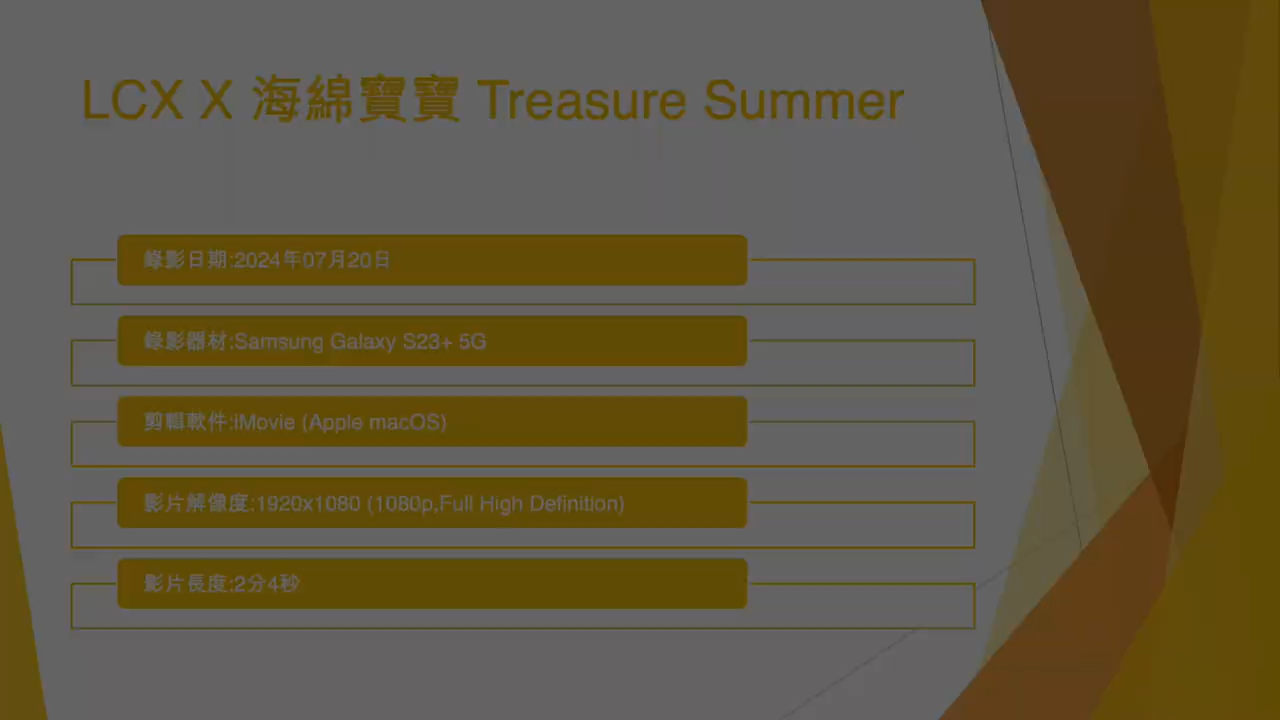 LCX X 海綿寶寶 Treasure Summer
錄影日期:2024年07月20日
錄影器材:Samsung Galaxy S23+ 5G
剪輯軟件:iMovie (Apple macOS)
影片解像度:1920x1080 (1080p,Full High Definition)
影片長度:2分4秒